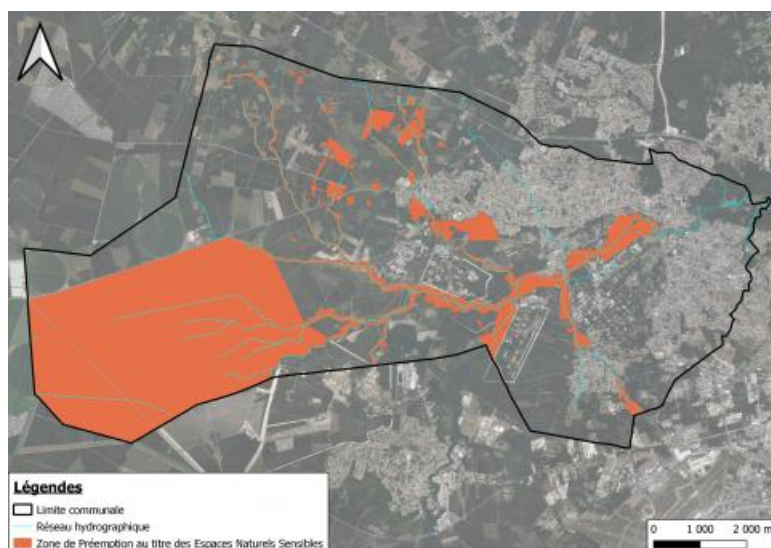 Légendes
Limite communale
Réseau hydrographique
Zone de Préemption au titre des Espaces Naturels Sensibles
0 1 000 2 000 m